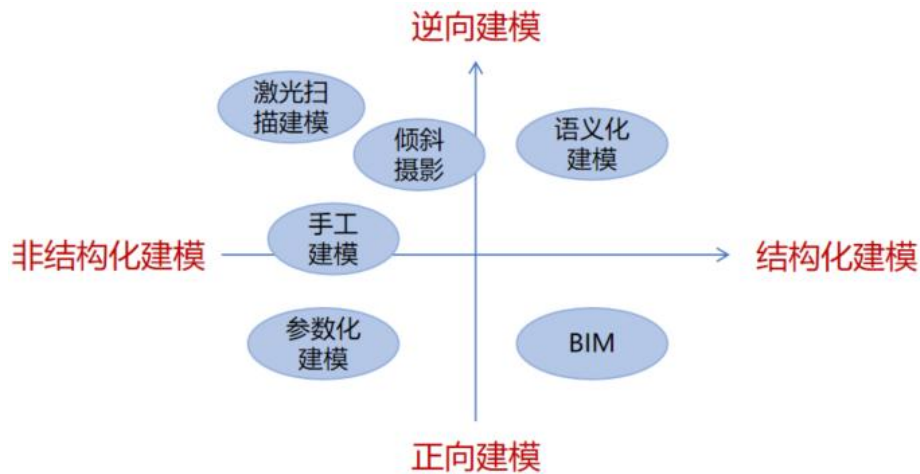 逆向建模
激光扫
描建模
倾斜
摄影
语义化
建模
手工
建模
非结构化建模
结构化建模
参数化
建模
BIM
正向建模